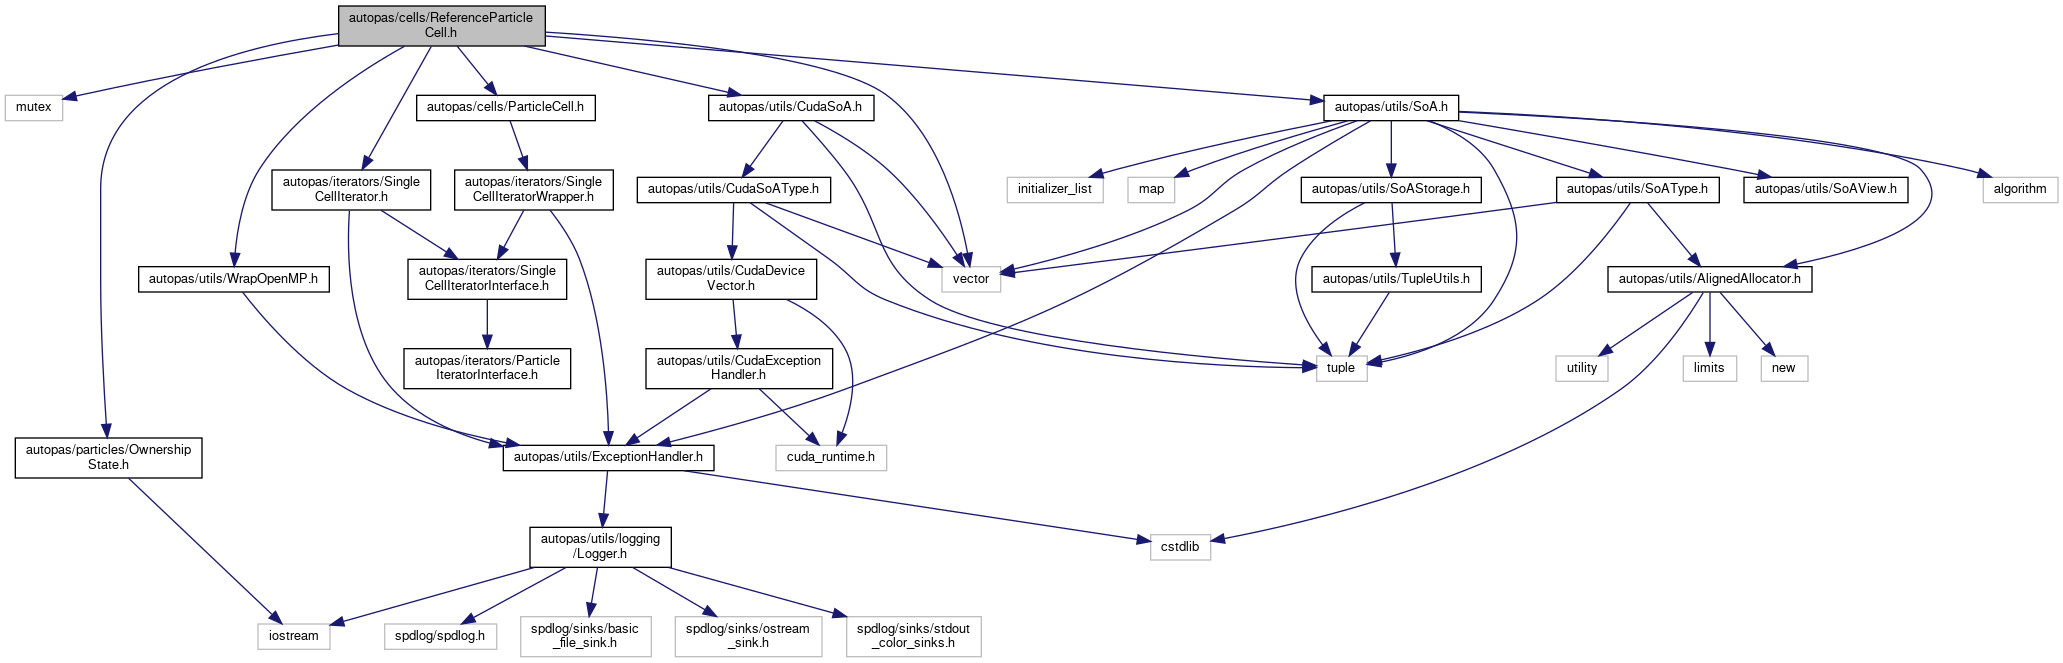 autopas/cells/ReferenceParticle
Cell.h
mutex
autopas/cells/ParticleCell.h
autopas/utils/CudaSoA.h
autopas/utils/SoA.h
autopas/iterators/Single
CellIterator.h
autopas/iterators/Single
CellIteratorWrapper.h
autopas/utils/CudaSoAType.h
initializer_list
map
autopas/utils/SoAStorage.h
autopas/utils/SoAType.h
autopas/utils/SoAView.h
algorithm
autopas/utils/WrapOpenMP.h
autopas/iterators/Single
CellIteratorInterface.h
autopas/utils/CudaDevice
Vector.h
vector
autopas/utils/TupleUtils.h
autopas/utils/AlignedAllocator.h
autopas/iterators/Particle
IteratorInterface.h
autopas/utils/CudaException
Handler.h
tuple
utility
limits
new
autopas/particles/Ownership
State.h
autopas/utils/ExceptionHandler.h
cuda_runtime.h
autopas/utils/logging
/Logger.h
cstdlib
iostream
spdlog/spdlog.h
spdlog/sinks/basic
_file_sink.h
spdlog/sinks/ostream
_sink.h
spdlog/sinks/stdout
_color_sinks.h